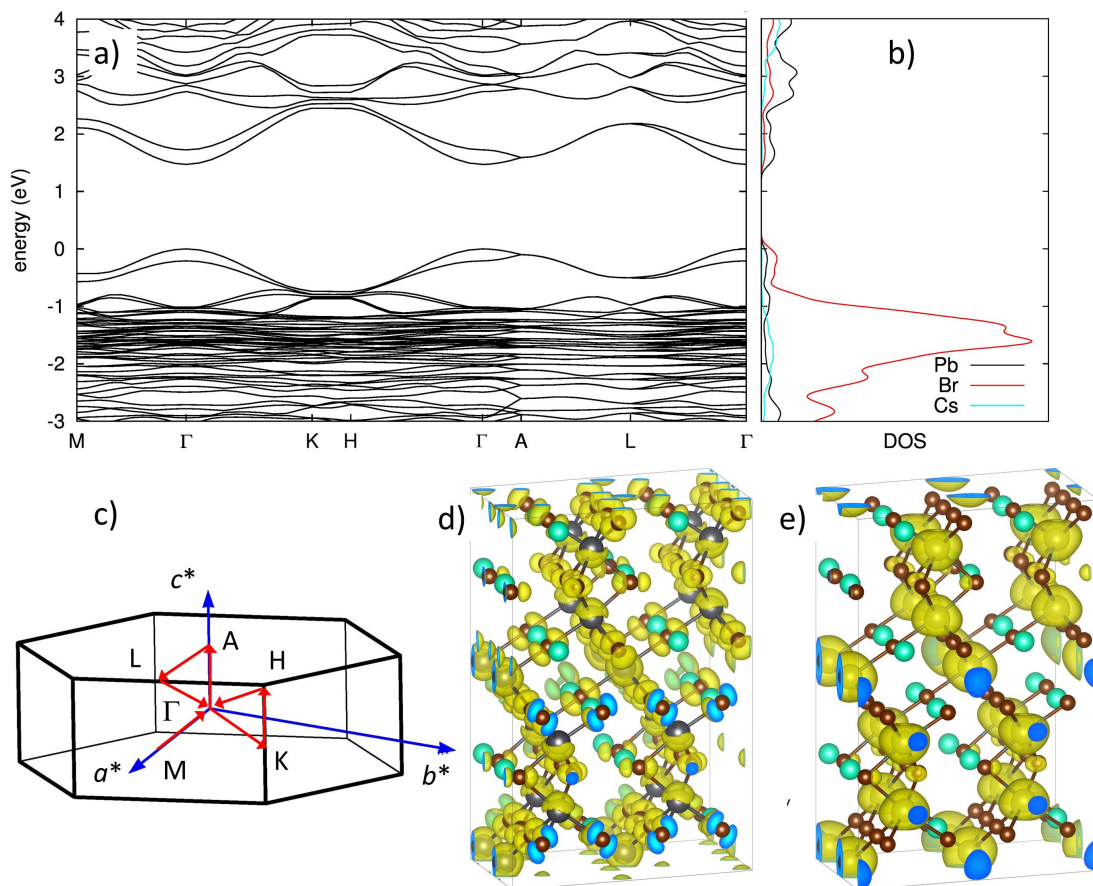 a)
energy (eV)
4
3
2
1
0
-1
-2
-3
M Γ K H Γ A L Γ
b)
Pb
Br
Cs
DOS
c)
c*
L A H
Γ
a* M K b*
d)
e)